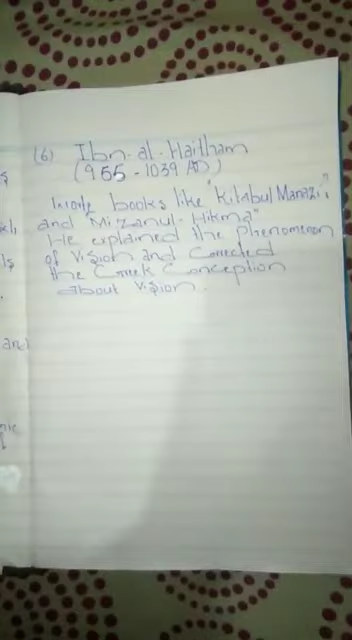 (6) Ibn-al-Haitham
(965 - 1039 AD)
Wrote books like "Kitabul Manazir"
and "Mizanul-Hikma"
He explained the Phenomenon
of Vision and Corrected
the Greek Conception
about Vision.